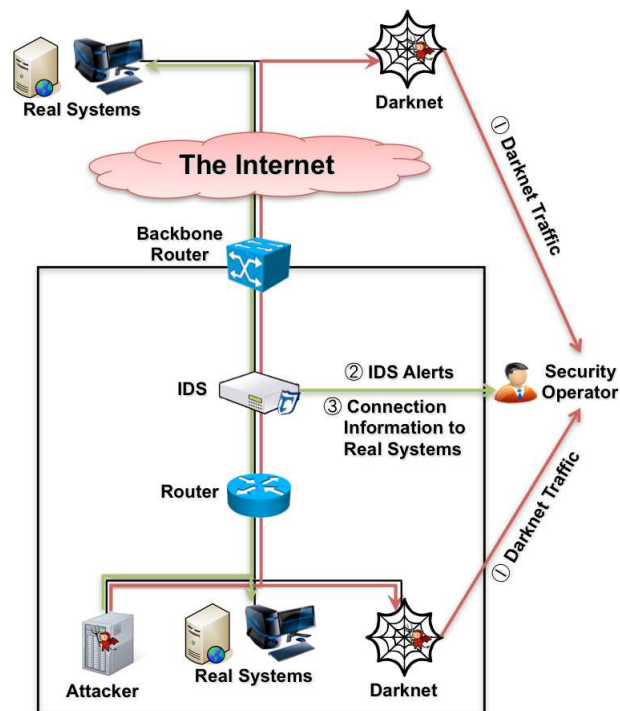 Real Systems
Darknet
① Darknet Traffic
The Internet
Backbone
Router
IDS
② IDS Alerts
③ Connection
Information to
Real Systems
Security
Operator
Router
① Darknet Traffic
Attacker
Real Systems
Darknet